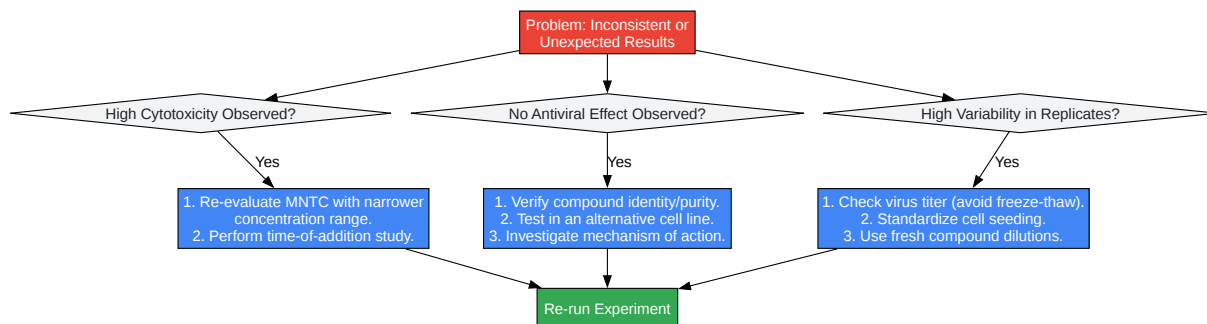 Problem: Inconsistent or
Unexpected Results
High Cytotoxicity Observed?
No Antiviral Effect Observed?
High Variability in Replicates?
Yes
Yes
Yes
1. Re-evaluate MNTC with narrower
concentration range.
2. Perform time-of-addition study.
1. Verify compound identity/purity.
2. Test in an alternative cell line.
3. Investigate mechanism of action.
1. Check virus titer (avoid freeze-thaw).
2. Standardize cell seeding.
3. Use fresh compound dilutions.
Re-run Experiment